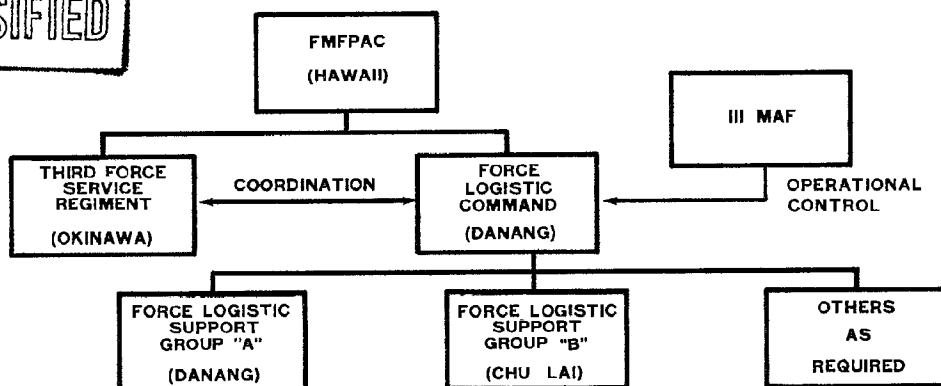 SIFIED
FMFPAC
(HAWAII)
III MAF
THIRD FORCE
SERVICE
REGIMENT
(OKINAWA)
COORDINATION
FORCE
LOGISTIC
COMMAND
(DANANG)
OPERATIONAL
CONTROL
FORCE LOGISTIC
SUPPORT
GROUP "A"
(DANANG)
FORCE LOGISTIC
SUPPORT
GROUP "B"
(CHU LAI)
OTHERS
AS
REQUIRED